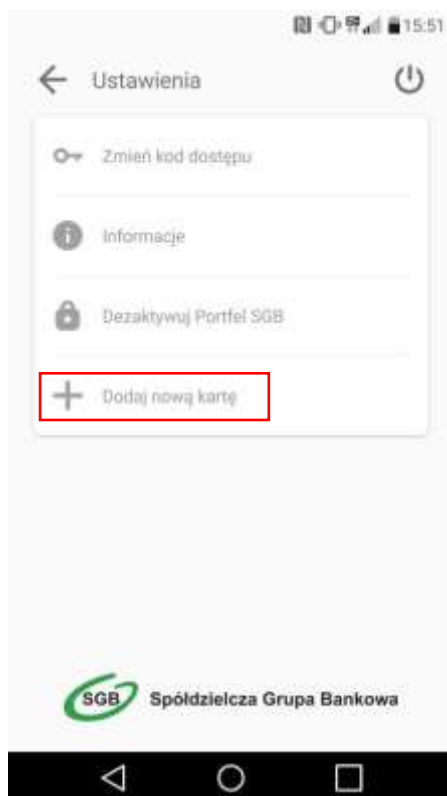 15:51
Ustawienia
Zmień kod dostępu
Informacje
Dezaktywuj Portfel SGB
Dodaj nową kartę
SGB Spółdzielcza Grupa Bankowa